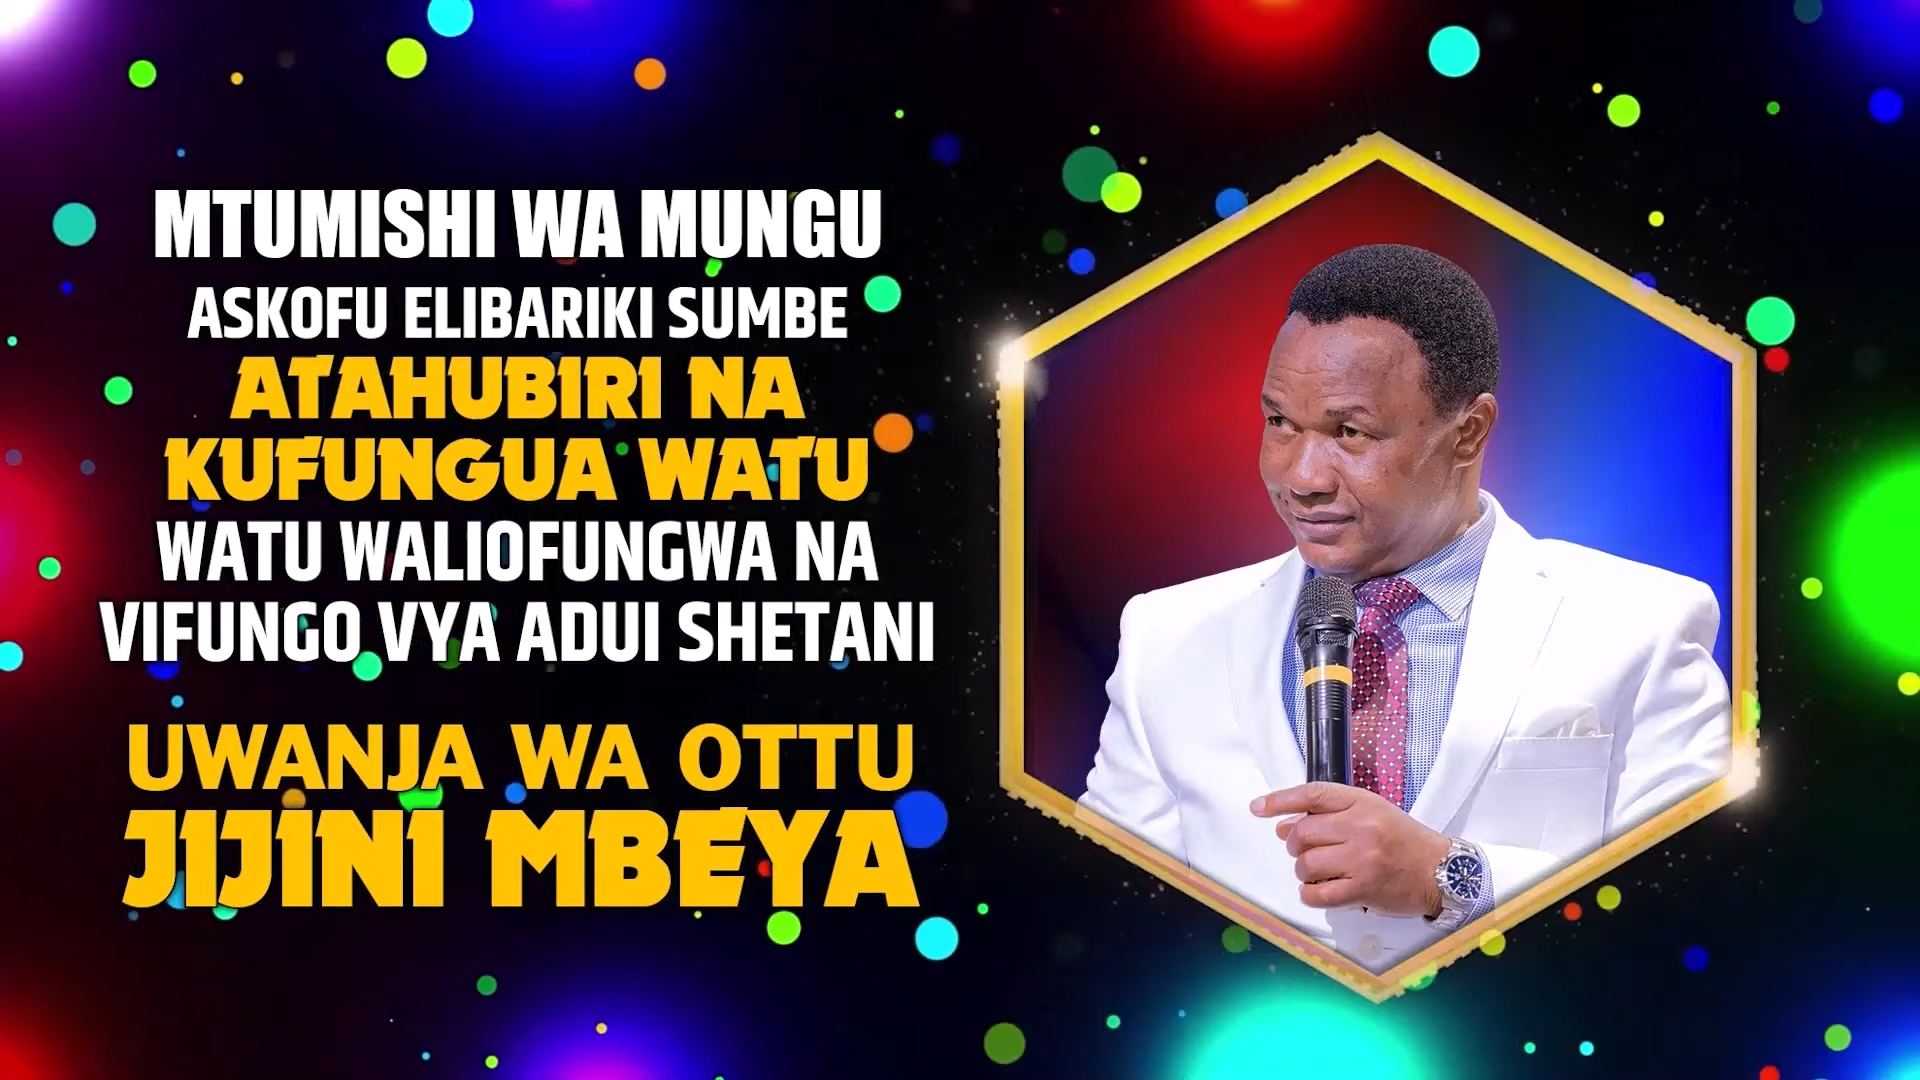 MTUMISHI WA MUNGU
ASKOFU ELIBARIKI SUMBE
ATAHUBIRI NA
KUFUNGUA WATU
WATU WALIOFUNGWA NA
VIFUNGO VYA ADUI SHETANI
UWANJA WA OTTU
JIJINI MBEYA